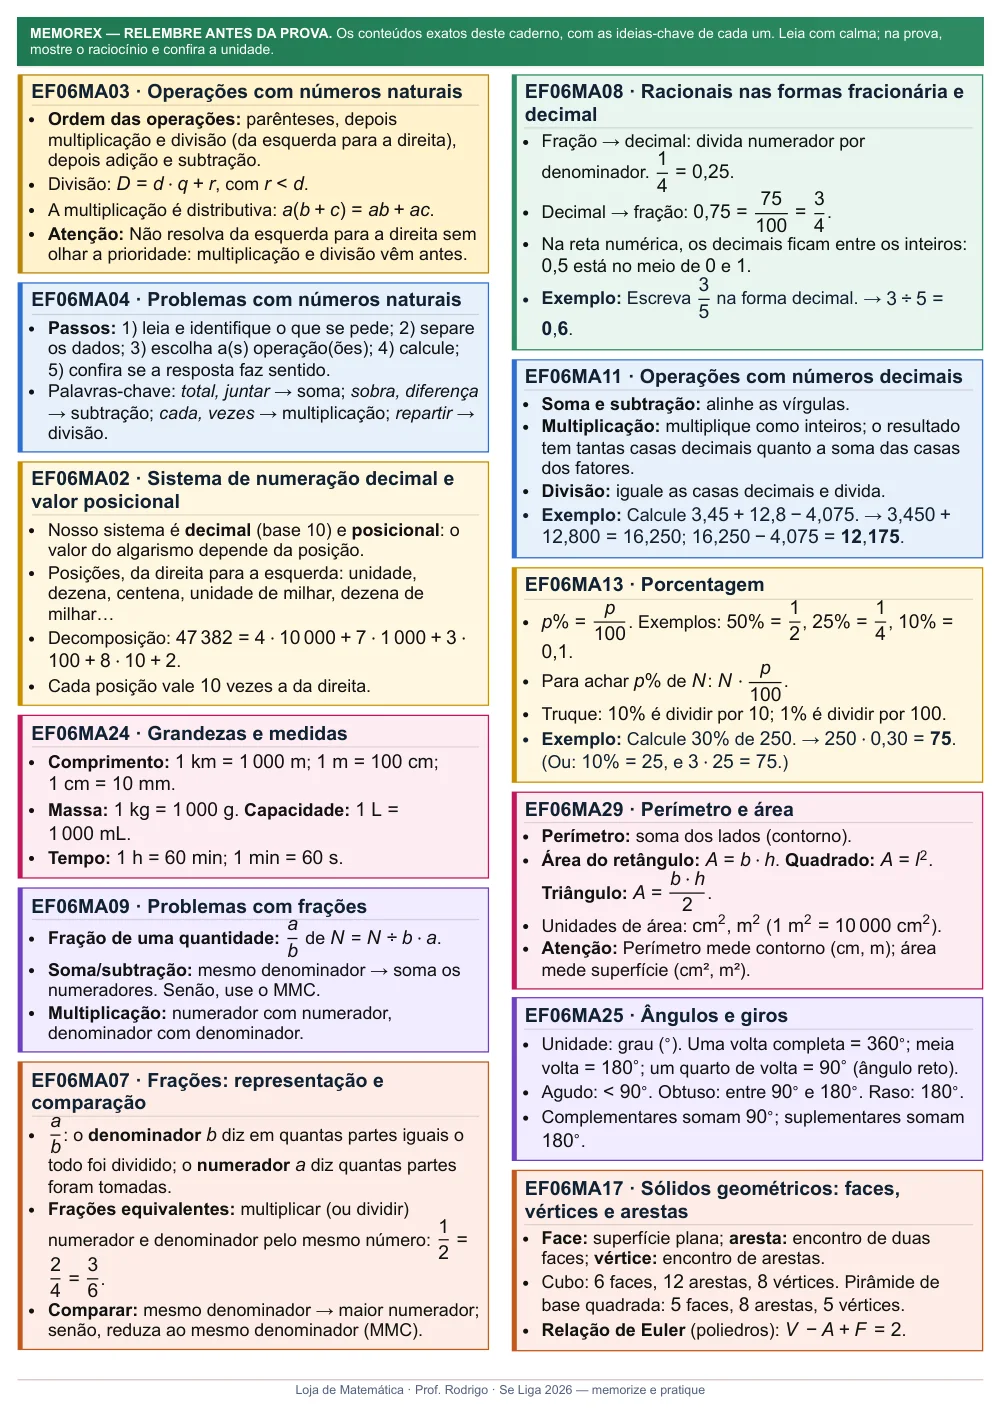 MEMOREX — RELEMBRE ANTES DA PROVA. Os conteúdos exatos deste caderno, com as ideias-chave de cada um. Leia com calma; na prova,
mostre o raciocínio e confira a unidade.
EF06MA03 · Operações com números naturais
• Ordem das operações: parênteses, depois
multiplicação e divisão (da esquerda para a direita),
depois adição e subtração.
• Divisão: D = d · q + r, com r < d.
• A multiplicação é distributiva: a(b + c) = ab + ac.
• Atenção: Não resolva da esquerda para a direita sem
olhar a prioridade: multiplicação e divisão vêm antes.
EF06MA04 · Problemas com números naturais
• Passos: 1) leia e identifique o que se pede; 2) separe
os dados; 3) escolha a(s) operação(ões); 4) calcule;
5) confira se a resposta faz sentido.
• Palavras-chave: total, juntar → soma; sobra, diferença
→ subtração; cada, vezes → multiplicação; repartir →
divisão.
EF06MA02 · Sistema de numeração decimal e
valor posicional
• Nosso sistema é decimal (base 10) e posicional: o
valor do algarismo depende da posição.
• Posições, da direita para a esquerda: unidade,
dezena, centena, unidade de milhar, dezena de
milhar…
• Decomposição: 47 382 = 4 · 10 000 + 7 · 1 000 + 3 ·
100 + 8 · 10 + 2.
• Cada posição vale 10 vezes a da direita.
EF06MA24 · Grandezas e medidas
• Comprimento: 1 km = 1 000 m; 1 m = 100 cm;
1 cm = 10 mm.
• Massa: 1 kg = 1 000 g. Capacidade: 1 L =
1 000 mL.
• Tempo: 1 h = 60 min; 1 min = 60 s.
EF06MA09 · Problemas com frações
• Fração de uma quantidade: a/b de N = N ÷ b · a.
• Soma/subtração: mesmo denominador → soma os
numeradores. Senão, use o MMC.
• Multiplicação: numerador com numerador,
denominador com denominador.
EF06MA07 · Frações: representação e
comparação
• a/b: o denominador b diz em quantas partes iguais o
todo foi dividido; o numerador a diz quantas partes
foram tomadas.
• Frações equivalentes: multiplicar (ou dividir)
numerador e denominador pelo mesmo número: 1/2 =
2/4 = 3/6.
• Comparar: mesmo denominador → maior numerador;
senão, reduza ao mesmo denominador (MMC).
EF06MA08 · Racionais nas formas fracionária e
decimal
• Fração → decimal: divida numerador por
denominador. 1/4 = 0,25.
• Decimal → fração: 0,75 = 75/100 = 3/4.
• Na reta numérica, os decimais ficam entre os inteiros:
0,5 está no meio de 0 e 1.
• Exemplo: Escreva 3/5 na forma decimal. → 3 ÷ 5 =
0,6.
EF06MA11 · Operações com números decimais
• Soma e subtração: alinhe as vírgulas.
• Multiplicação: multiplique como inteiros; o resultado
tem tantas casas decimais quanto a soma das casas
dos fatores.
• Divisão: iguale as casas decimais e divida.
• Exemplo: Calcule 3,45 + 12,8 − 4,075. → 3,450 +
12,800 = 16,250; 16,250 − 4,075 = 12,175.
EF06MA13 · Porcentagem
• p% = p/100. Exemplos: 50% = 1/2, 25% = 1/4, 10% =
0,1.
• Para achar p% de N: N · p/100.
• Truque: 10% é dividir por 10; 1% é dividir por 100.
• Exemplo: Calcule 30% de 250. → 250 · 0,30 = 75.
(Ou: 10% = 25, e 3 · 25 = 75.)
EF06MA29 · Perímetro e área
• Perímetro: soma dos lados (contorno).
• Área do retângulo: A = b · h. Quadrado: A = l².
Triângulo: A = b · h/2.
• Unidades de área: cm², m² (1 m² = 10 000 cm²).
• Atenção: Perímetro mede contorno (cm, m); área
mede superfície (cm², m²).
EF06MA25 · Ângulos e giros
• Unidade: grau (°). Uma volta completa = 360°; meia
volta = 180°; um quarto de volta = 90° (ângulo reto).
• Agudo: < 90°. Obtuso: entre 90° e 180°. Raso: 180°.
• Complementares somam 90°; suplementares somam
180°.
EF06MA17 · Sólidos geométricos: faces,
vértices e arestas
• Face: superfície plana; aresta: encontro de duas
faces; vértice: encontro de arestas.
• Cubo: 6 faces, 12 arestas, 8 vértices. Pirâmide de
base quadrada: 5 faces, 8 arestas, 5 vértices.
• Relação de Euler (poliedros): V − A + F = 2.
Loja de Matemática · Prof. Rodrigo · Se Liga 2026 — memorize e pratique